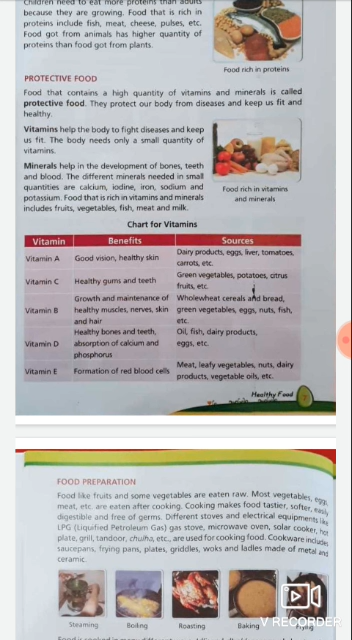 Children need to eat more proteins than adults
because they are growing. Food that is rich in
proteins include fish, meat, cheese, pulses, etc.
Food got from animals has higher quantity of
proteins than food got from plants.
Food rich in proteins
PROTECTIVE FOOD
Food that contains a high quantity of vitamins and minerals is called
protective food. They protect our body from diseases and keep us fit and
healthy.
Vitamins help the body to fight diseases and keep
us fit. The body needs only a small quantity of
vitamins.
Minerals help in the development of bones, teeth
and blood. The different minerals needed in small
quantities are calcium, iodine, iron, sodium and
potassium. Food that is rich in vitamins and minerals
includes fruits, vegetables, fish, meat and milk.
Food rich in vitamins
and minerals
Chart for Vitamins
Vitamin Benefits Sources
Vitamin A Good vision, healthy skin Dairy products, eggs, liver, tomatoes,
carrots, etc.
Vitamin C Healthy gums and teeth Green vegetables, potatoes, citrus
fruits, etc.
Vitamin B Growth and maintenance of
healthy muscles, nerves, skin
and hair
Wholewheat cereals and bread,
green vegetables, eggs, nuts, fish,
etc.
Vitamin D Healthy bones and teeth,
absorption of calcium and
phosphorus
Oil, fish, dairy products,
eggs, etc.
Vitamin E Formation of red blood cells Meat, leafy vegetables, nuts, dairy
products, vegetable oils, etc.
Healthy Food 7
FOOD PREPARATION
Food like fruits and some vegetables are eaten raw. Most vegetables, eggs,
meat, etc. are eaten after cooking. Cooking makes food tastier, softer, easily
digestible and free of germs. Different stoves and electrical equipments like
LPG (Liquified Petroleum Gas) gas stove, microwave oven, solar cooker, hot
plate, grill, tandoor, chulha, etc., are used for cooking food. Cookware includes
saucepans, frying pans, plates, griddles, woks and ladles made of metal and
ceramic.
Steaming Boiling Roasting Baking Frying
V RECORDER